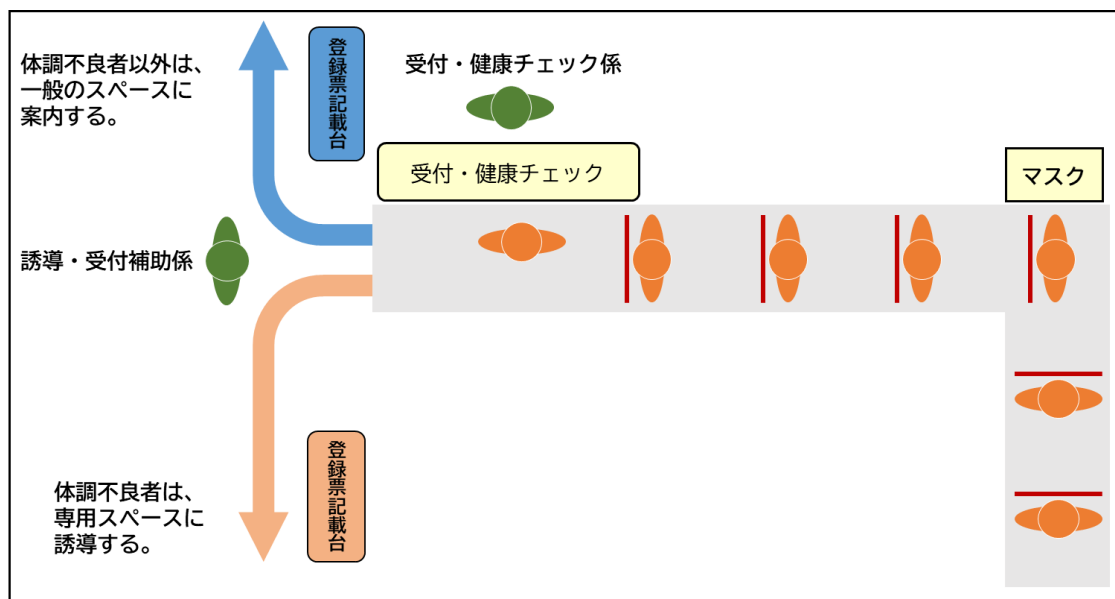 体調不良者以外は、
一般のスペースに
案内する。
登録票記載台
受付・健康チェック係
受付・健康チェック
マスク
誘導・受付補助係
体調不良者は、
専用スペースに
誘導する。
登録票記載台